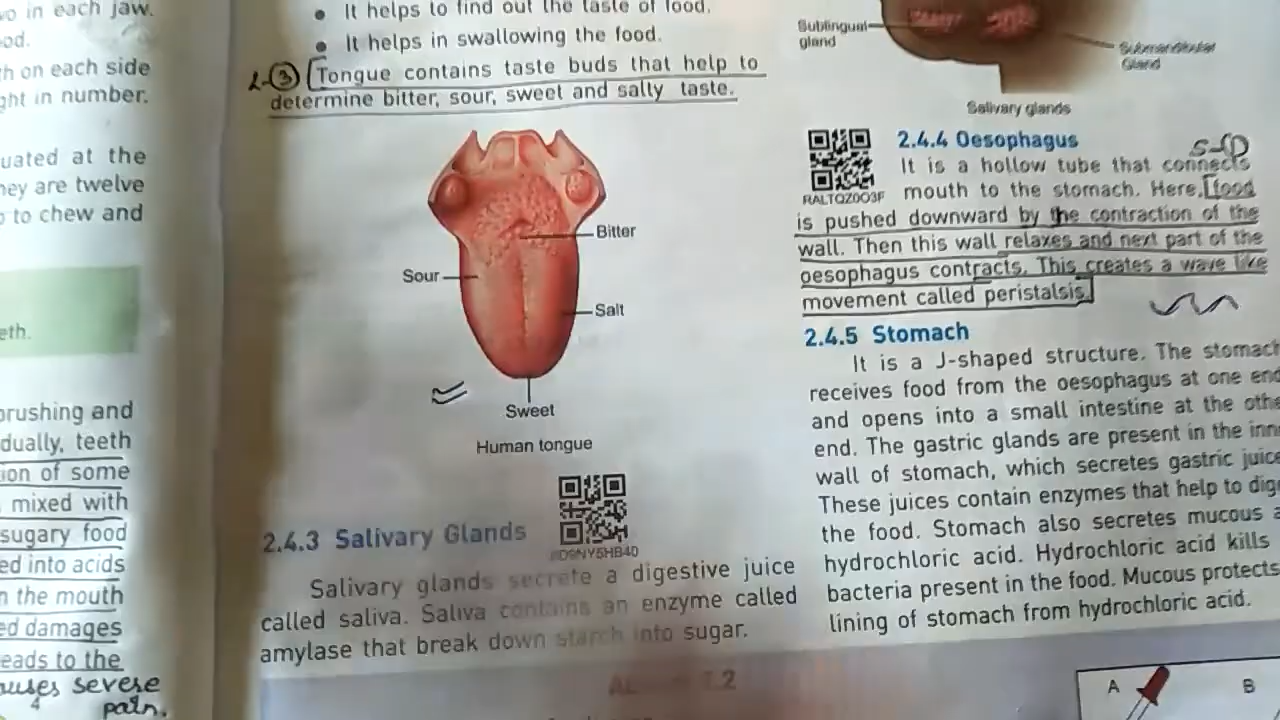 wo in each jaw.
od.
h on each side
ght in number.
uated at the
hey are twelve
to chew and
eth.
brushing and
dually, teeth
ion of some
mixed with
sugary food
ed into acids
n the mouth
ed damages
eads to the
auses severe
pain.
It helps to find out the taste of food.
It helps in swallowing the food.
2-③ [Tongue contains taste buds that help to
determine bitter, sour, sweet and salty taste.
Bitter
Sour
Salt
Sweet
Human tongue
2.4.3 Salivary Glands
Salivary glands secrete a digestive juice
called saliva. Saliva contains an enzyme called
amylase that break down starch into sugar.
2
Sublingual
gland
Submandibular
Gland
Salivary glands
2.4.4 Oesophagus
S-①
RALTQZ0O3F
It is a hollow tube that connects
mouth to the stomach. Here, [food
is pushed downward by the contraction of the
wall. Then this wall relaxes and next part of the
oesophagus contracts. This creates a wave like
movement called peristalsis.]
2.4.5 Stomach
It is a J-shaped structure. The stomach
receives food from the oesophagus at one end
and opens into a small intestine at the othe
end. The gastric glands are present in the inn
wall of stomach, which secretes gastric juice
These juices contain enzymes that help to dig
the food. Stomach also secretes mucous a
hydrochloric acid. Hydrochloric acid kills
bacteria present in the food. Mucous protects
lining of stomach from hydrochloric acid.
A
B